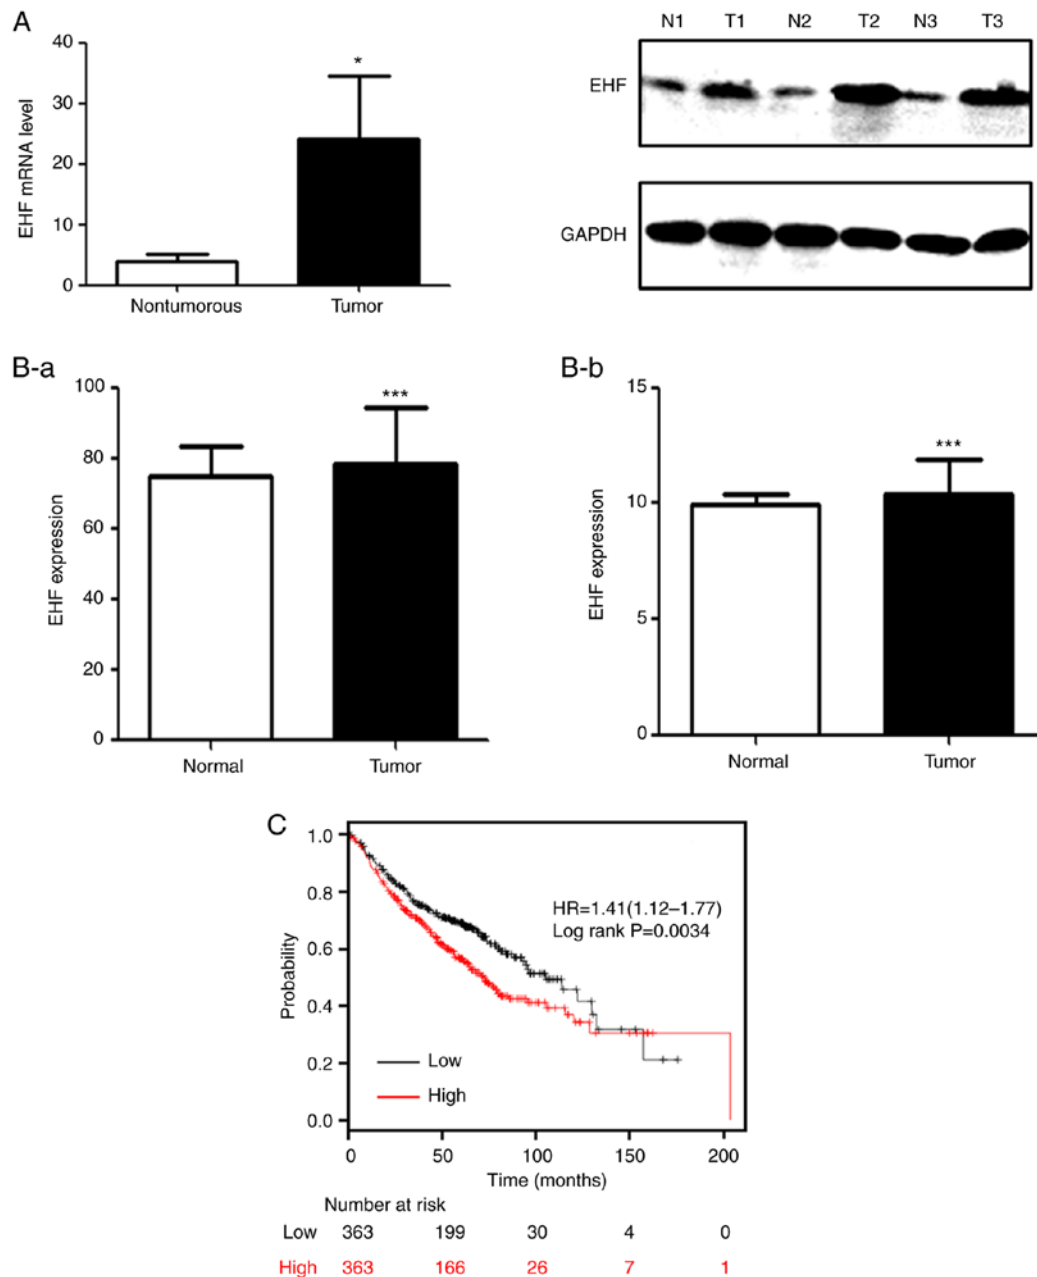 A
40
30
20
10
0
EHF mRNA level
*
Nontumorous
Tumor
N1 T1 N2 T2 N3 T3
EHF
GAPDH
B-a
100
80
60
40
20
0
EHF expression
***
Normal
Tumor
B-b
15
10
5
0
EHF expression
***
Normal
Tumor
C
1.0
0.8
0.6
0.4
0.2
0.0
Probability
HR=1.41(1.12–1.77)
Log rank P=0.0034
Low
High
0 50 100 150 200
Time (months)
Number at risk
Low 363 199 30 4 0
High 363 166 26 7 1